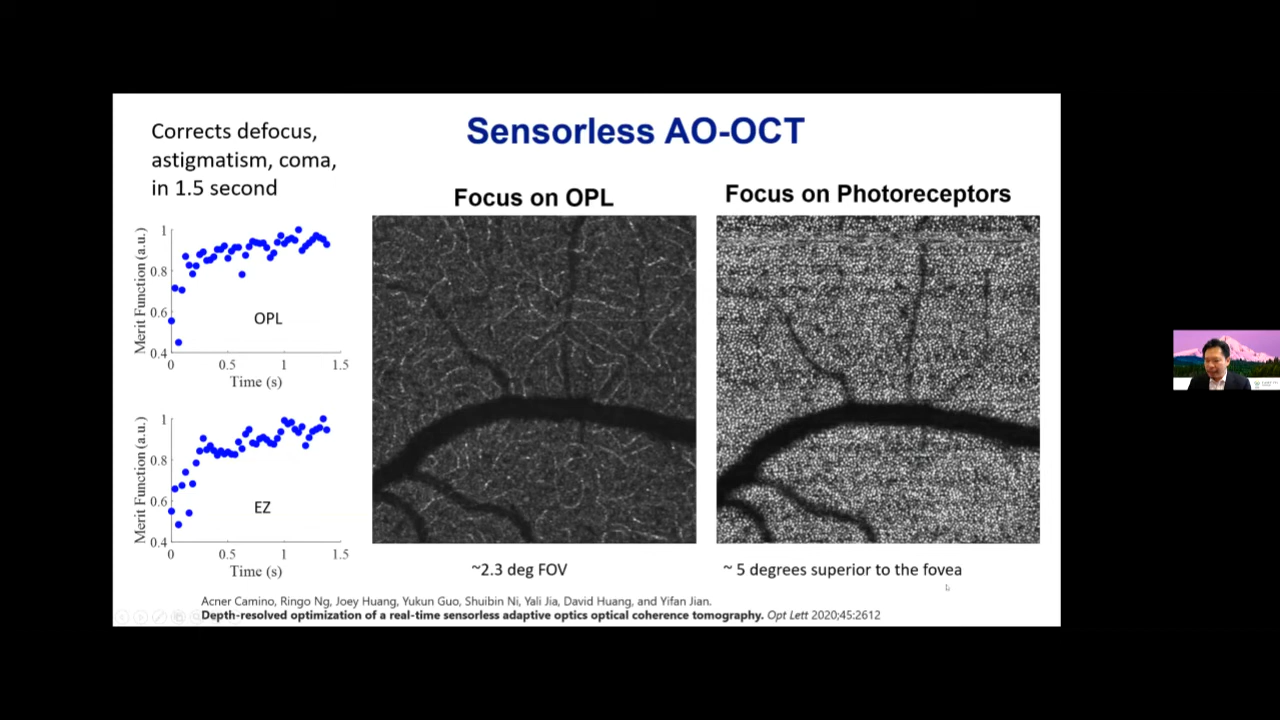 Sensorless AO-OCT
Corrects defocus,
astigmatism, coma,
in 1.5 second
Merit Function (a.u.)
1
0.8
0.6
0.4
0
0.5
1
1.5
Time (s)
OPL
Merit Function (a.u.)
1
0.8
0.6
0.4
0
0.5
1
1.5
Time (s)
EZ
Focus on OPL
~2.3 deg FOV
Focus on Photoreceptors
~ 5 degrees superior to the fovea
Acner Camino, Ringo Ng, Joey Huang, Yukun Guo, Shuibin Ni, Yali Jia, David Huang, and Yifan Jian.
Depth-resolved optimization of a real-time sensorless adaptive optics optical coherence tomography. Opt Lett 2020;45:2612